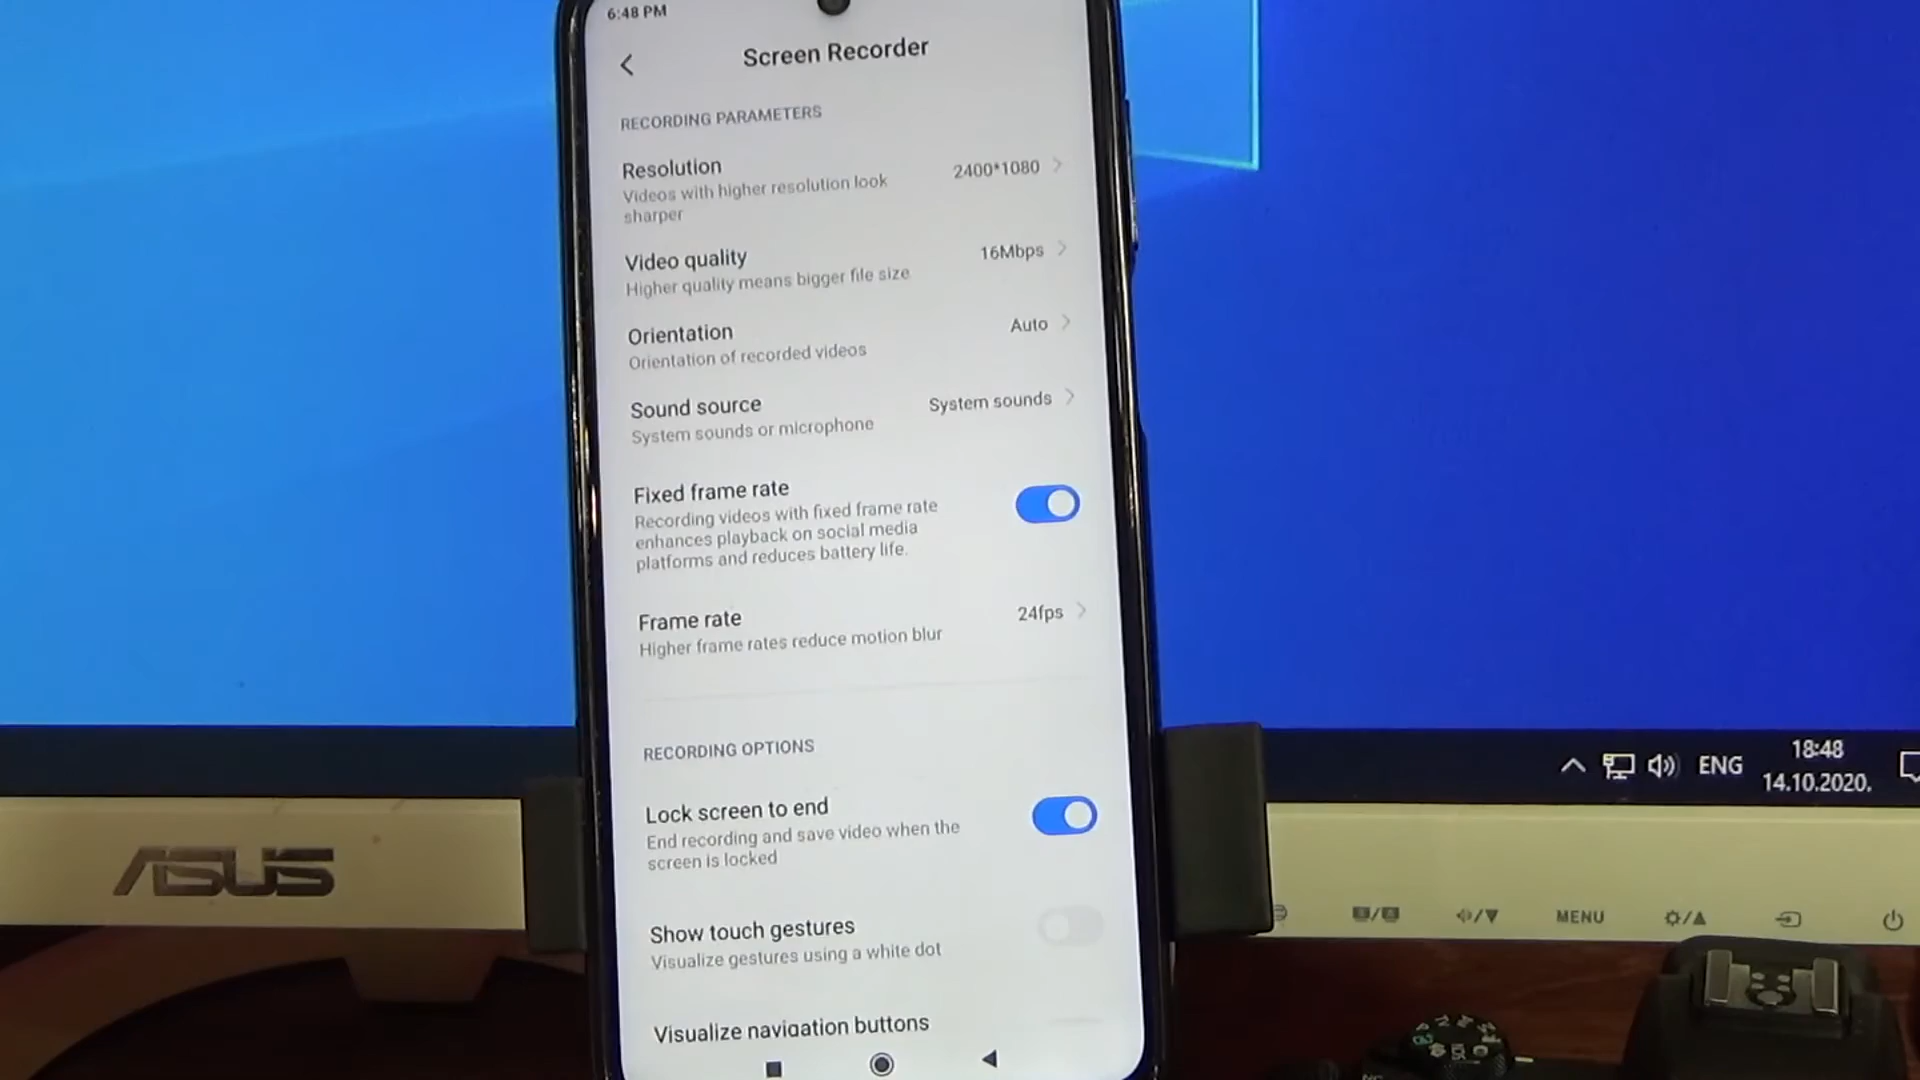 6:48 PM
Screen Recorder
RECORDING PARAMETERS
Resolution
Videos with higher resolution look
sharper
2400*1080
Video quality
Higher quality means bigger file size
16Mbps
Orientation
Orientation of recorded videos
Auto
Sound source
System sounds or microphone
System sounds
Fixed frame rate
Recording videos with fixed frame rate
enhances playback on social media
platforms and reduces battery life.
Frame rate
Higher frame rates reduce motion blur
24fps
RECORDING OPTIONS
Lock screen to end
End recording and save video when the
screen is locked
Show touch gestures
Visualize gestures using a white dot
Visualize navigation buttons
ENG
18:48
14.10.2020.
ASUS
MENU